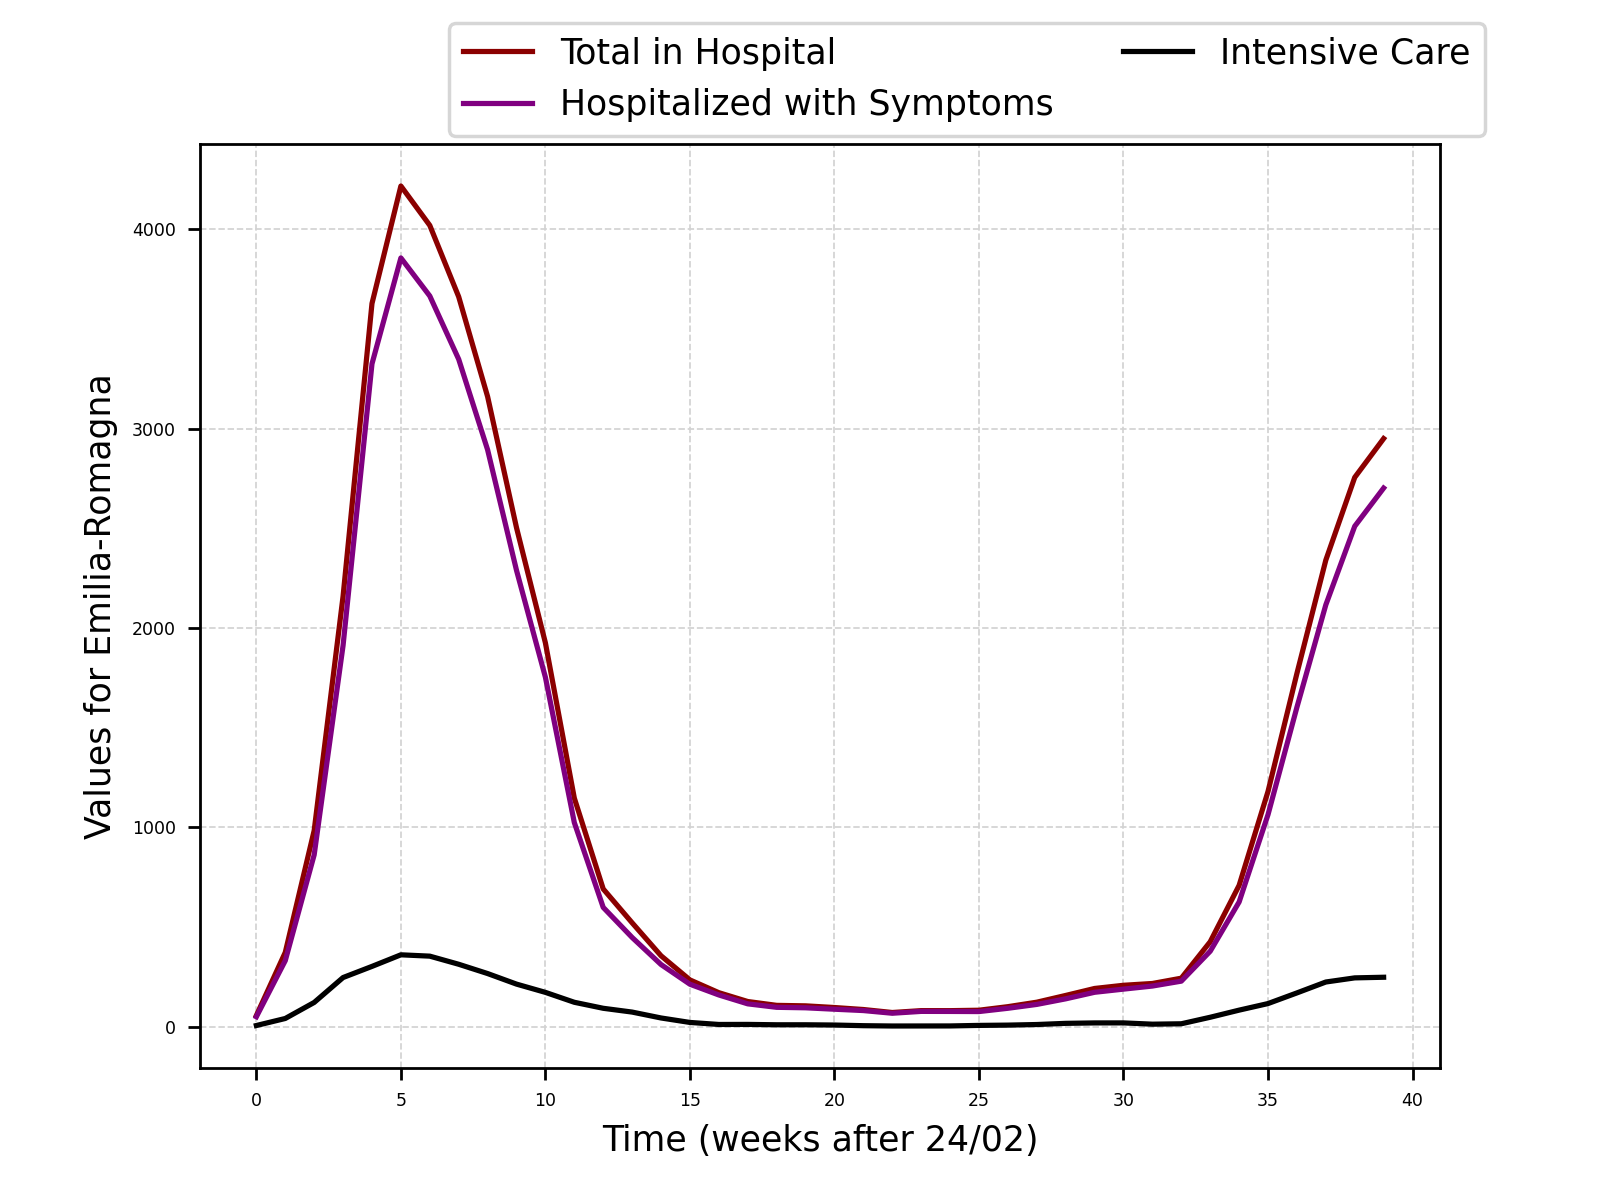 Total in Hospital
Hospitalized with Symptoms
Intensive Care
Values for Emilia-Romagna
4000
3000
2000
1000
0
0 5 10 15 20 25 30 35 40
Time (weeks after 24/02)